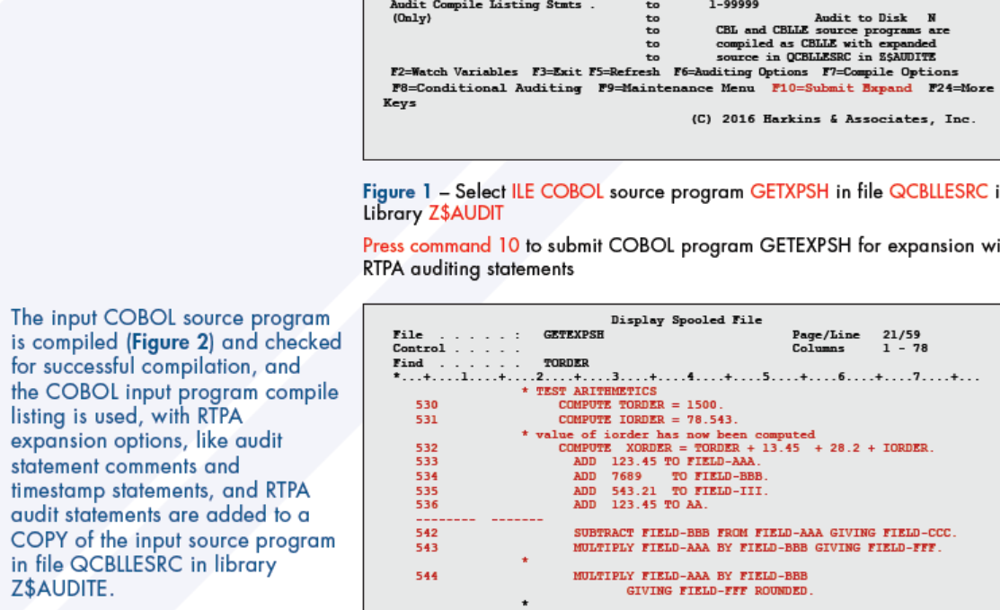 Audit Compile Listing Stmts . to 1-99999
(Only) to Audit to Disk N
to CBL and CBLLE source programs are
to compiled as CBLLE with expanded
to source in QCBLLESRC in Z$AUDITE
F2=Watch Variables F3=Exit F5=Refresh F6=Auditing Options F7=Compile Options
F8=Conditional Auditing F9=Maintenance Menu F10=Submit Expand F24=More
Keys
(C) 2016 Harkins & Associates, Inc.
Figure 1 – Select ILE COBOL source program GETXPSH in file QCBLLESRC i
Library Z$AUDIT
Press command 10 to submit COBOL program GETEXPSH for expansion wi
RTPA auditing statements
The input COBOL source program
is compiled (Figure 2) and checked
for successful compilation, and
the COBOL input program compile
listing is used, with RTPA
expansion options, like audit
statement comments and
timestamp statements, and RTPA
audit statements are added to a
COPY of the input source program
in file QCBLLESRC in library
Z$AUDITE.
Display Spooled File
File . . . . . : GETEXPSH Page/Line 21/59
Control . . . . . Columns 1 - 78
Find . . . . . . TORDER
*...+....1....+....2....+....3....+....4....+....5....+....6....+....7....+...
* TEST ARITHMETICS
530 COMPUTE TORDER = 1500.
531 COMPUTE IORDER = 78.543.
* value of iorder has now been computed
532 COMPUTE XORDER = TORDER + 13.45 + 28.2 + IORDER.
533 ADD 123.45 TO FIELD-AAA.
534 ADD 7689 TO FIELD-BBB.
535 ADD 543.21 TO FIELD-III.
536 ADD 123.45 TO AA.
-------- -------
542 SUBTRACT FIELD-BBB FROM FIELD-AAA GIVING FIELD-CCC.
543 MULTIPLY FIELD-AAA BY FIELD-BBB GIVING FIELD-FFF.
*
544 MULTIPLY FIELD-AAA BY FIELD-BBB
GIVING FIELD-FFF ROUNDED.
*